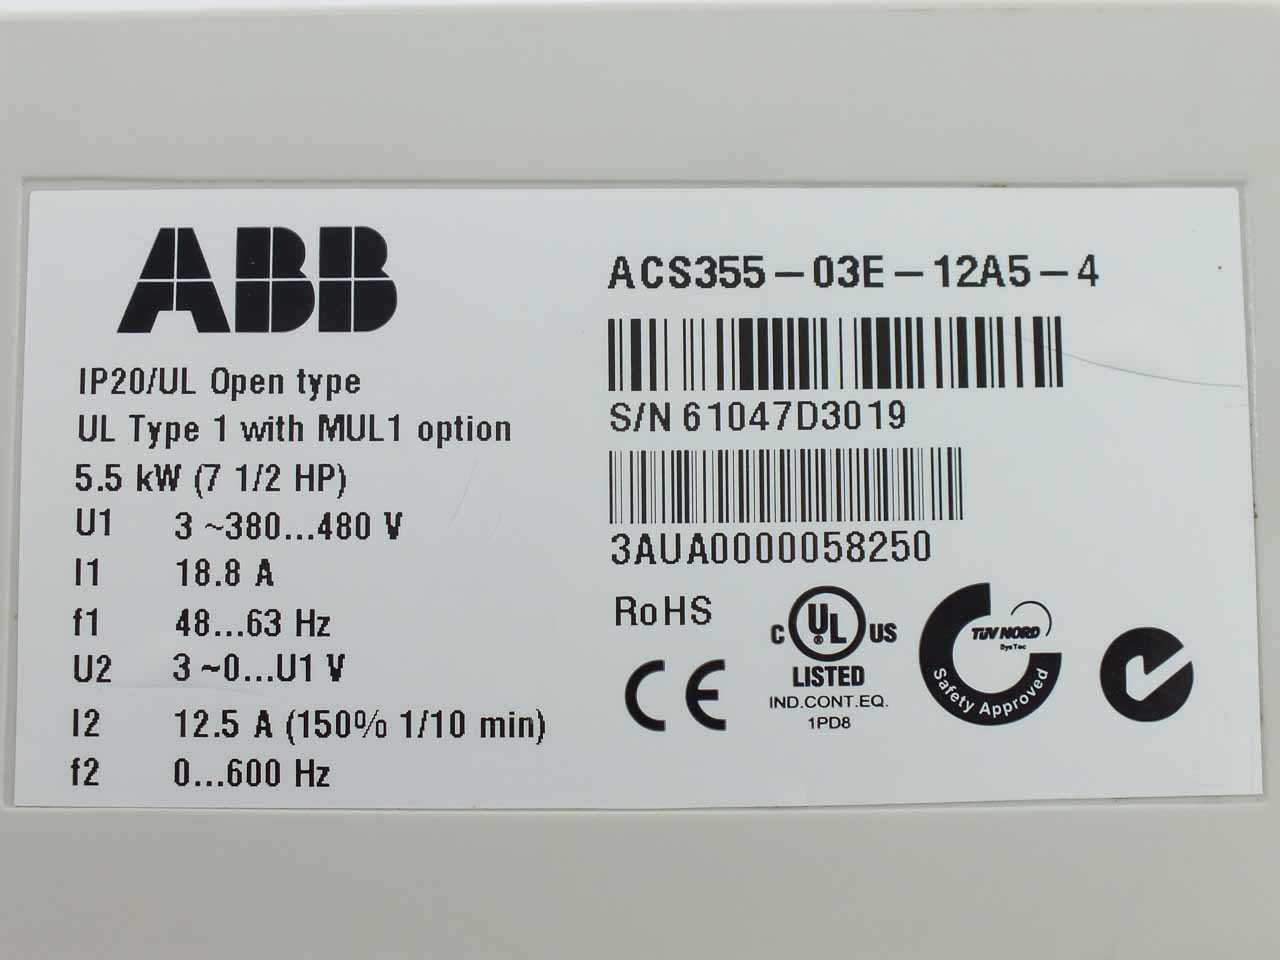 ABB
IP20/UL Open type
UL Type 1 with MUL1 option
5.5 kW (7 1/2 HP)
U1 3 ~380...480 V
I1 18.8 A
f1 48...63 Hz
U2 3 ~0...U1 V
I2 12.5 A (150% 1/10 min)
f2 0...600 Hz
ACS355-03E-12A5-4
S/N 61047D3019
3AUA0000058250
RoHS
CE
C UL ® US
LISTED
IND.CONT.EQ.
1PD8
TÜV NORD
SysTec
Safety Approved